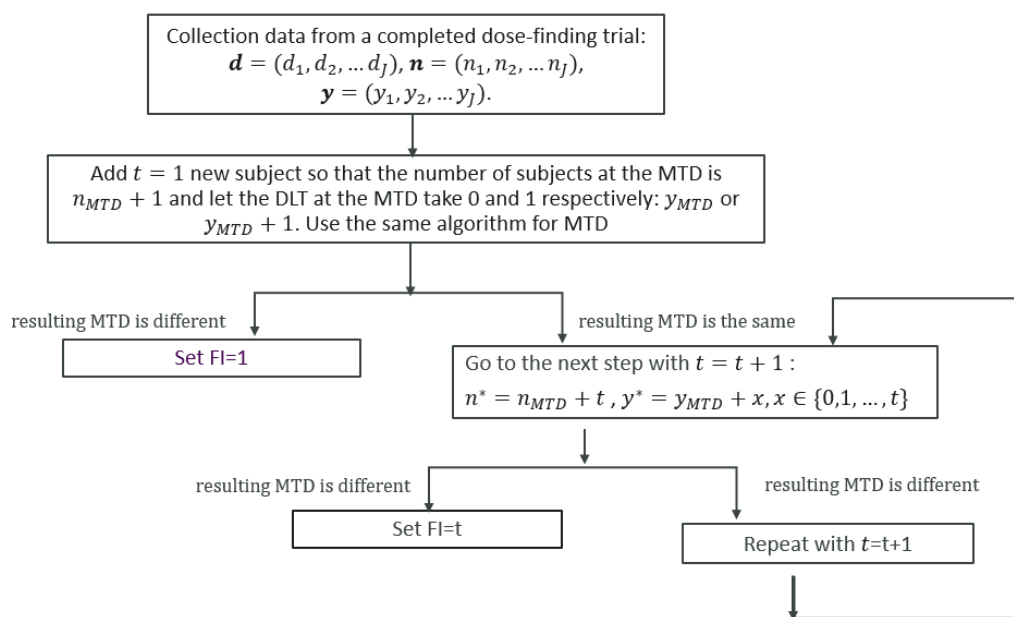 Collection data from a completed dose-finding trial:
𝒅 = (d₁, d₂, … d_J), 𝒏 = (n₁, n₂, … n_J),
𝒚 = (y₁, y₂, … y_J).
Add t = 1 new subject so that the number of subjects at the MTD is
n_MTD + 1 and let the DLT at the MTD take 0 and 1 respectively: y_MTD or
y_MTD + 1. Use the same algorithm for MTD
resulting MTD is different
resulting MTD is the same
Set FI=1
Go to the next step with t = t + 1 :
n* = n_MTD + t , y* = y_MTD + x, x ∈ {0,1, … , t}
resulting MTD is different
resulting MTD is different
Set FI=t
Repeat with t=t+1